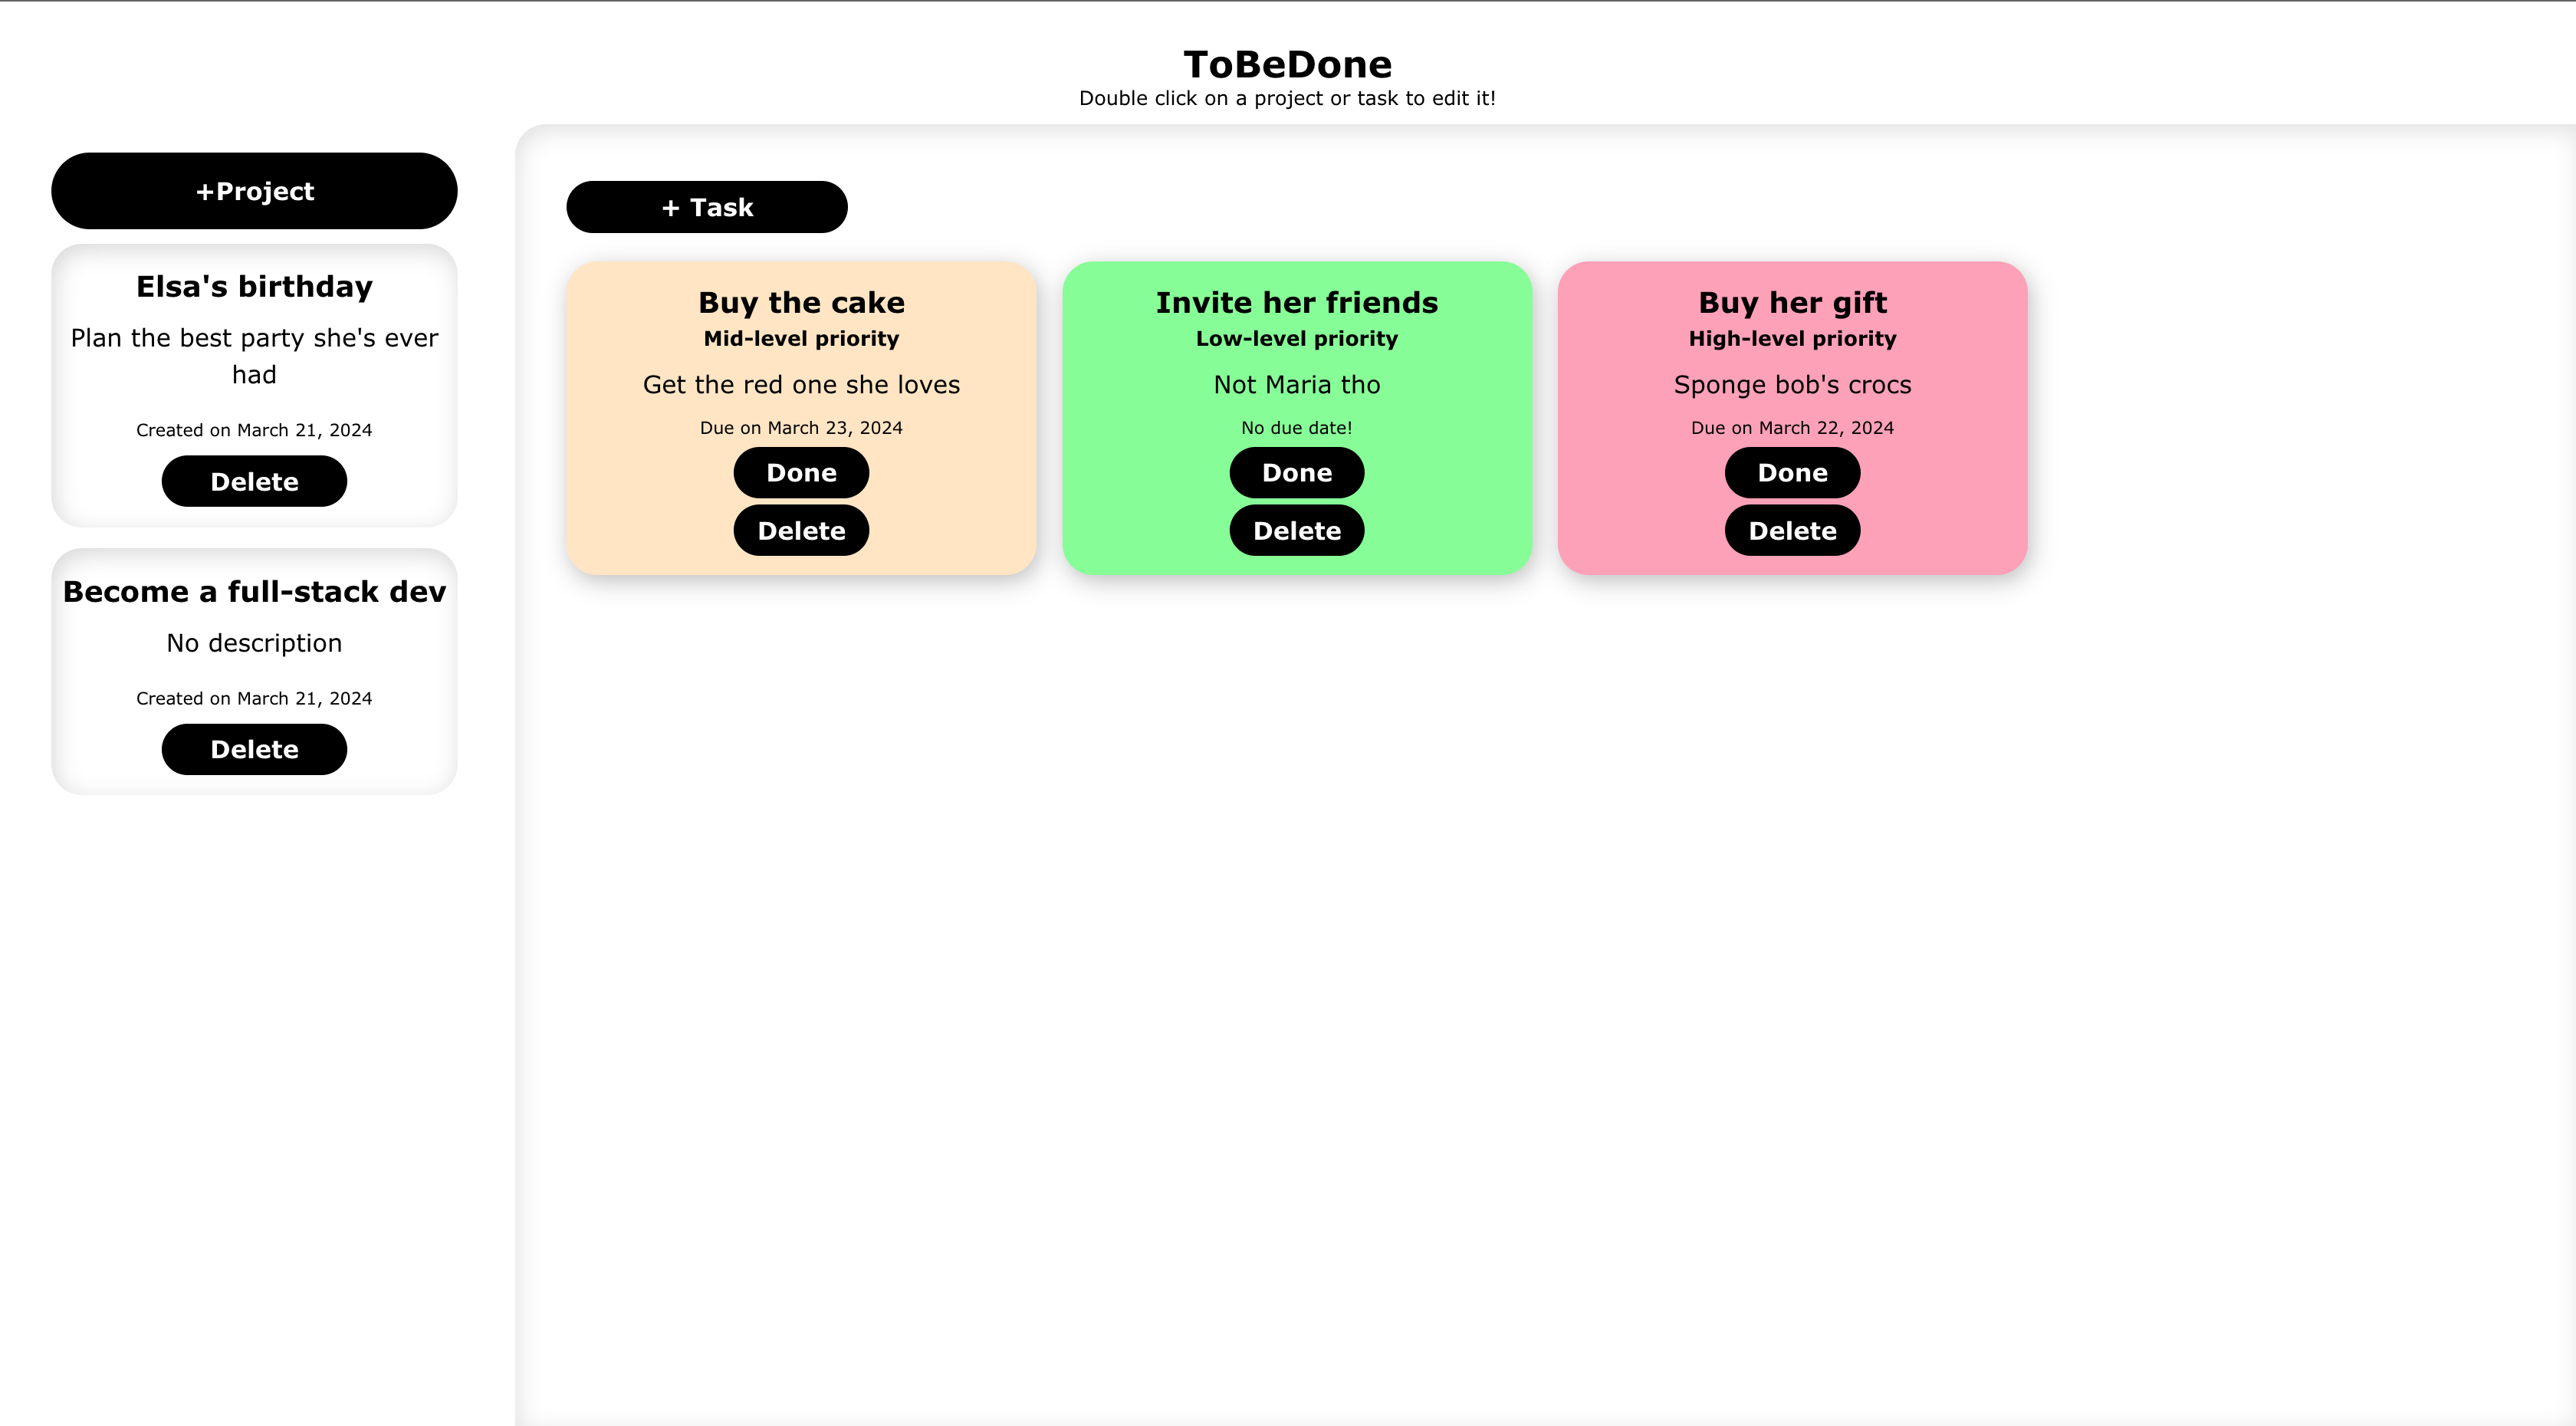 ToBeDone
Double click on a project or task to edit it!
+Project
Elsa's birthday
Plan the best party she's ever
had
Created on March 21, 2024
Delete
Become a full-stack dev
No description
Created on March 21, 2024
Delete
+ Task
Buy the cake
Mid-level priority
Get the red one she loves
Due on March 23, 2024
Done
Delete
Invite her friends
Low-level priority
Not Maria tho
No due date!
Done
Delete
Buy her gift
High-level priority
Sponge bob's crocs
Due on March 22, 2024
Done
Delete